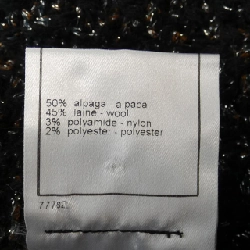 50% alpaga - alpaca
45% laine - wool
3% polyamide - nylon
2% polyester - polyester